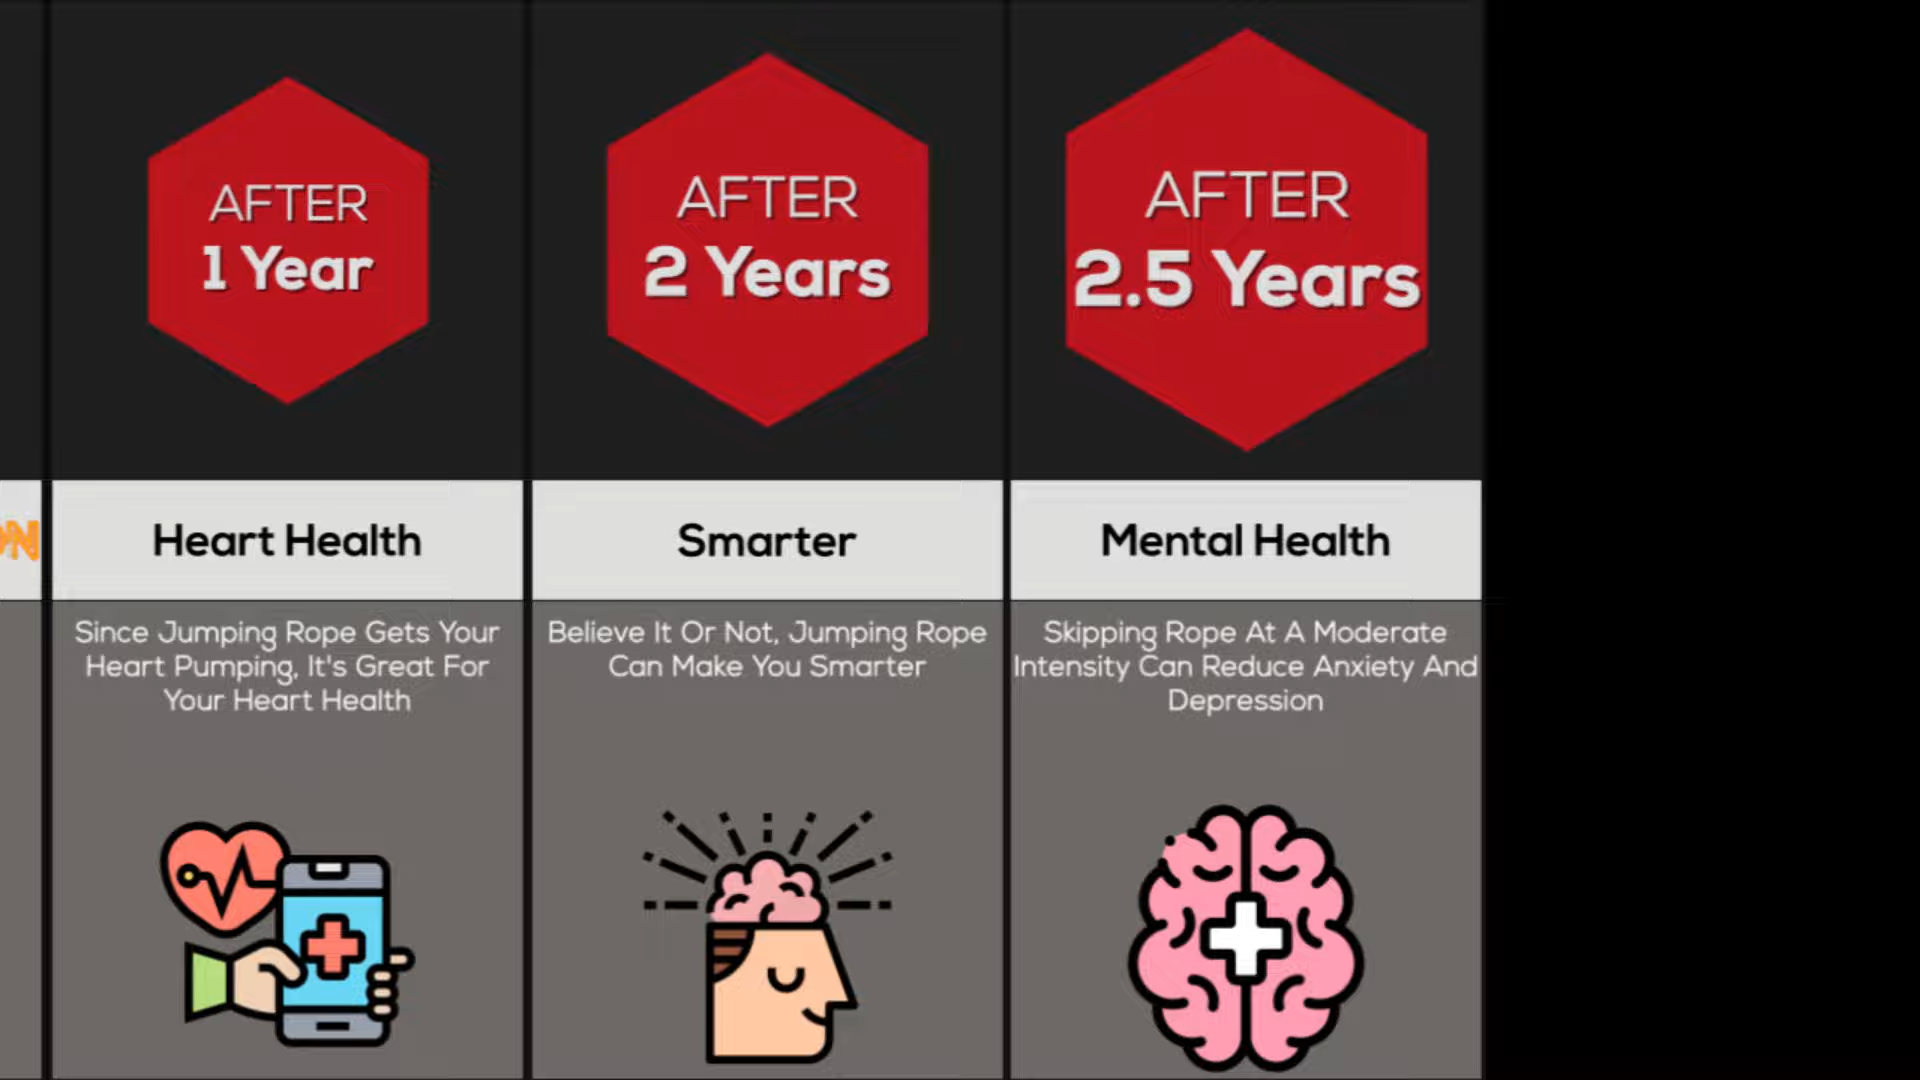 AFTER
1 Year
AFTER
2 Years
AFTER
2.5 Years
Heart Health
Smarter
Mental Health
Since Jumping Rope Gets Your
Heart Pumping, It's Great For
Your Heart Health
Believe It Or Not, Jumping Rope
Can Make You Smarter
Skipping Rope At A Moderate
Intensity Can Reduce Anxiety And
Depression